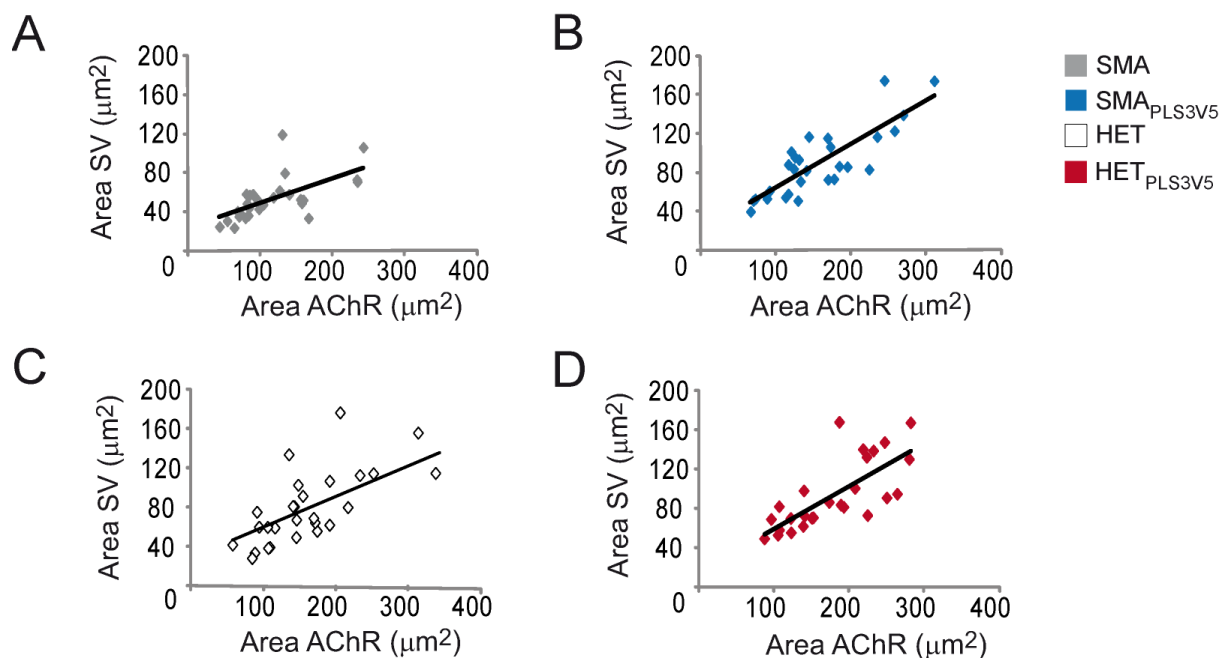 A
Area SV (μm2)
200
160
120
80
40
0
100 200 300 400
Area AChR (μm2)
B
Area SV (μm2)
200
160
120
80
40
0
100 200 300 400
Area AChR (μm2)
SMA
SMAPLS3V5
HET
HETPLS3V5
C
Area SV (μm2)
200
160
120
80
40
0
100 200 300 400
Area AChR (μm2)
D
Area SV (μm2)
200
160
120
80
40
0
100 200 300 400
Area AChR (μm2)